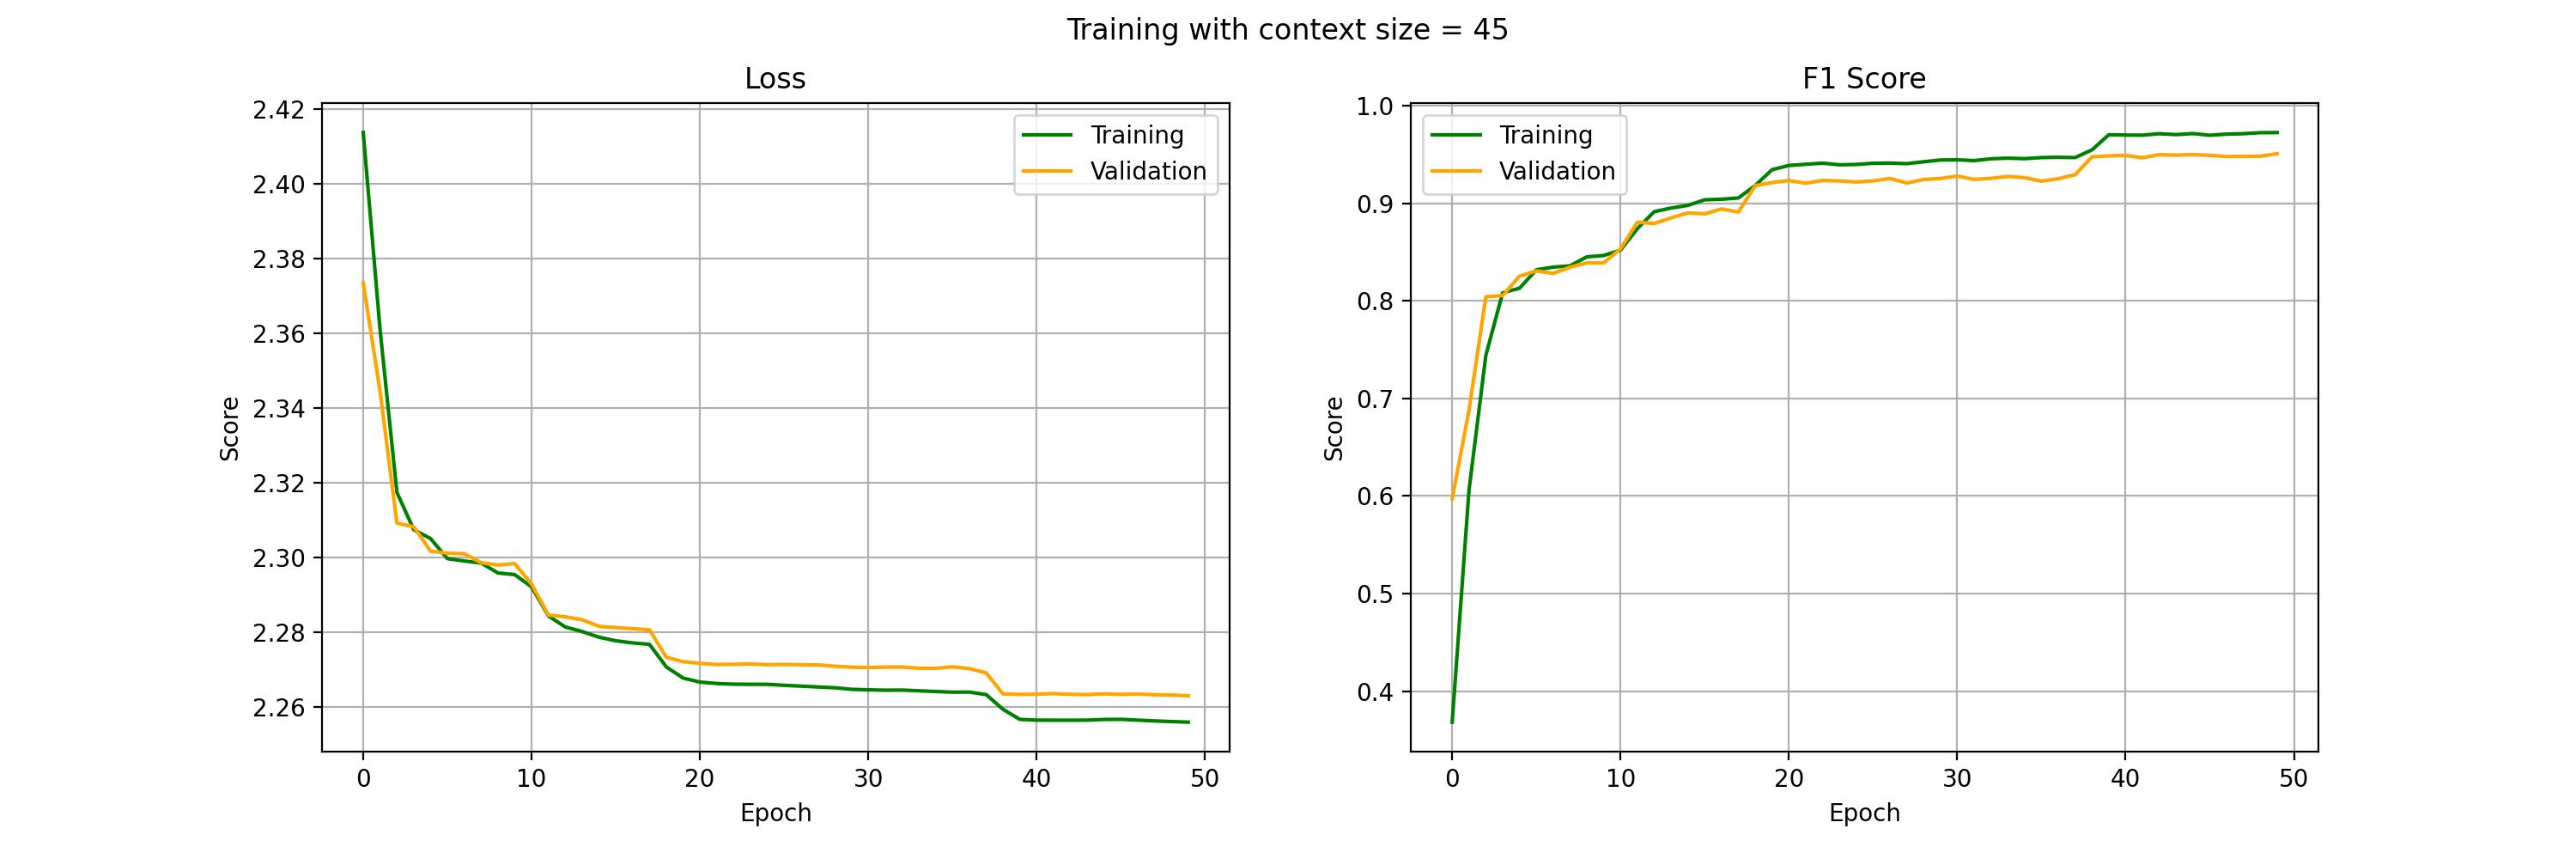 Training with context size = 45
Loss
2.42
2.40
2.38
2.36
2.34
2.32
2.30
2.28
2.26
Score
0 10 20 30 40 50
Epoch
Training
Validation
F1 Score
1.0
0.9
0.8
0.7
0.6
0.5
0.4
Score
0 10 20 30 40 50
Epoch
Training
Validation